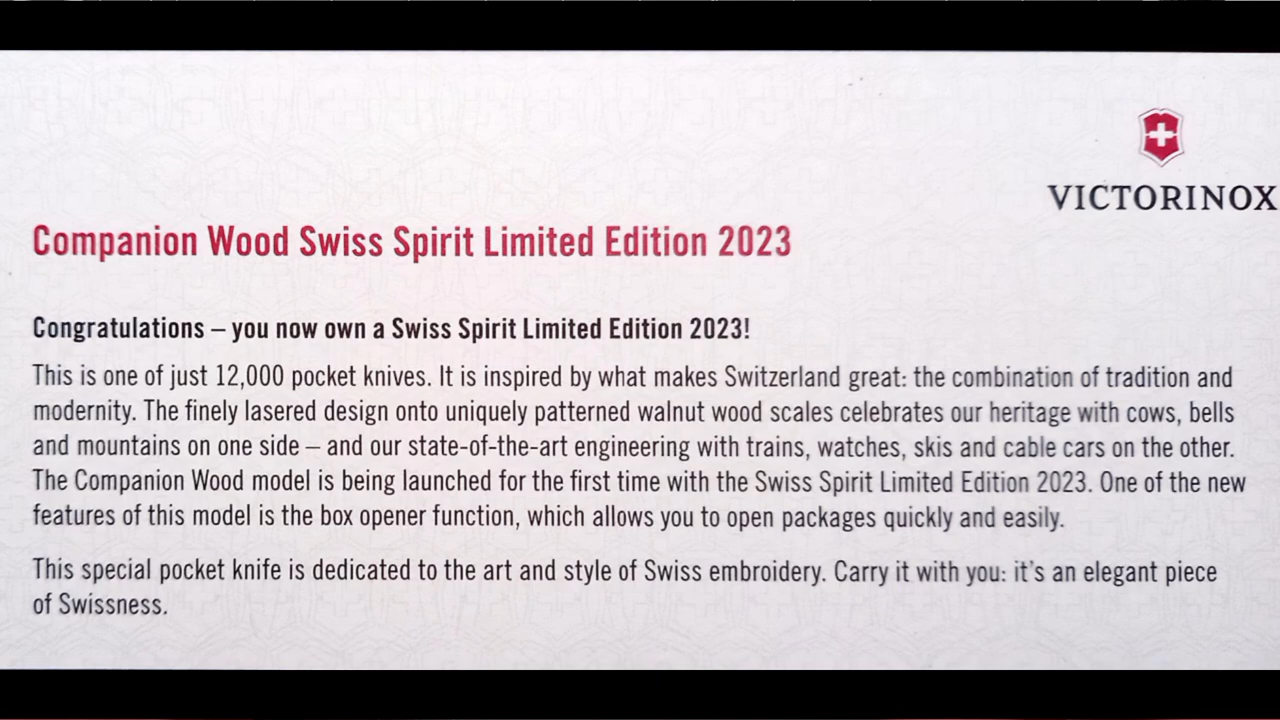 VICTORINOX
Companion Wood Swiss Spirit Limited Edition 2023
Congratulations – you now own a Swiss Spirit Limited Edition 2023!
This is one of just 12,000 pocket knives. It is inspired by what makes Switzerland great: the combination of tradition and
modernity. The finely lasered design onto uniquely patterned walnut wood scales celebrates our heritage with cows, bells
and mountains on one side – and our state-of-the-art engineering with trains, watches, skis and cable cars on the other.
The Companion Wood model is being launched for the first time with the Swiss Spirit Limited Edition 2023. One of the new
features of this model is the box opener function, which allows you to open packages quickly and easily.
This special pocket knife is dedicated to the art and style of Swiss embroidery. Carry it with you: it's an elegant piece
of Swissness.